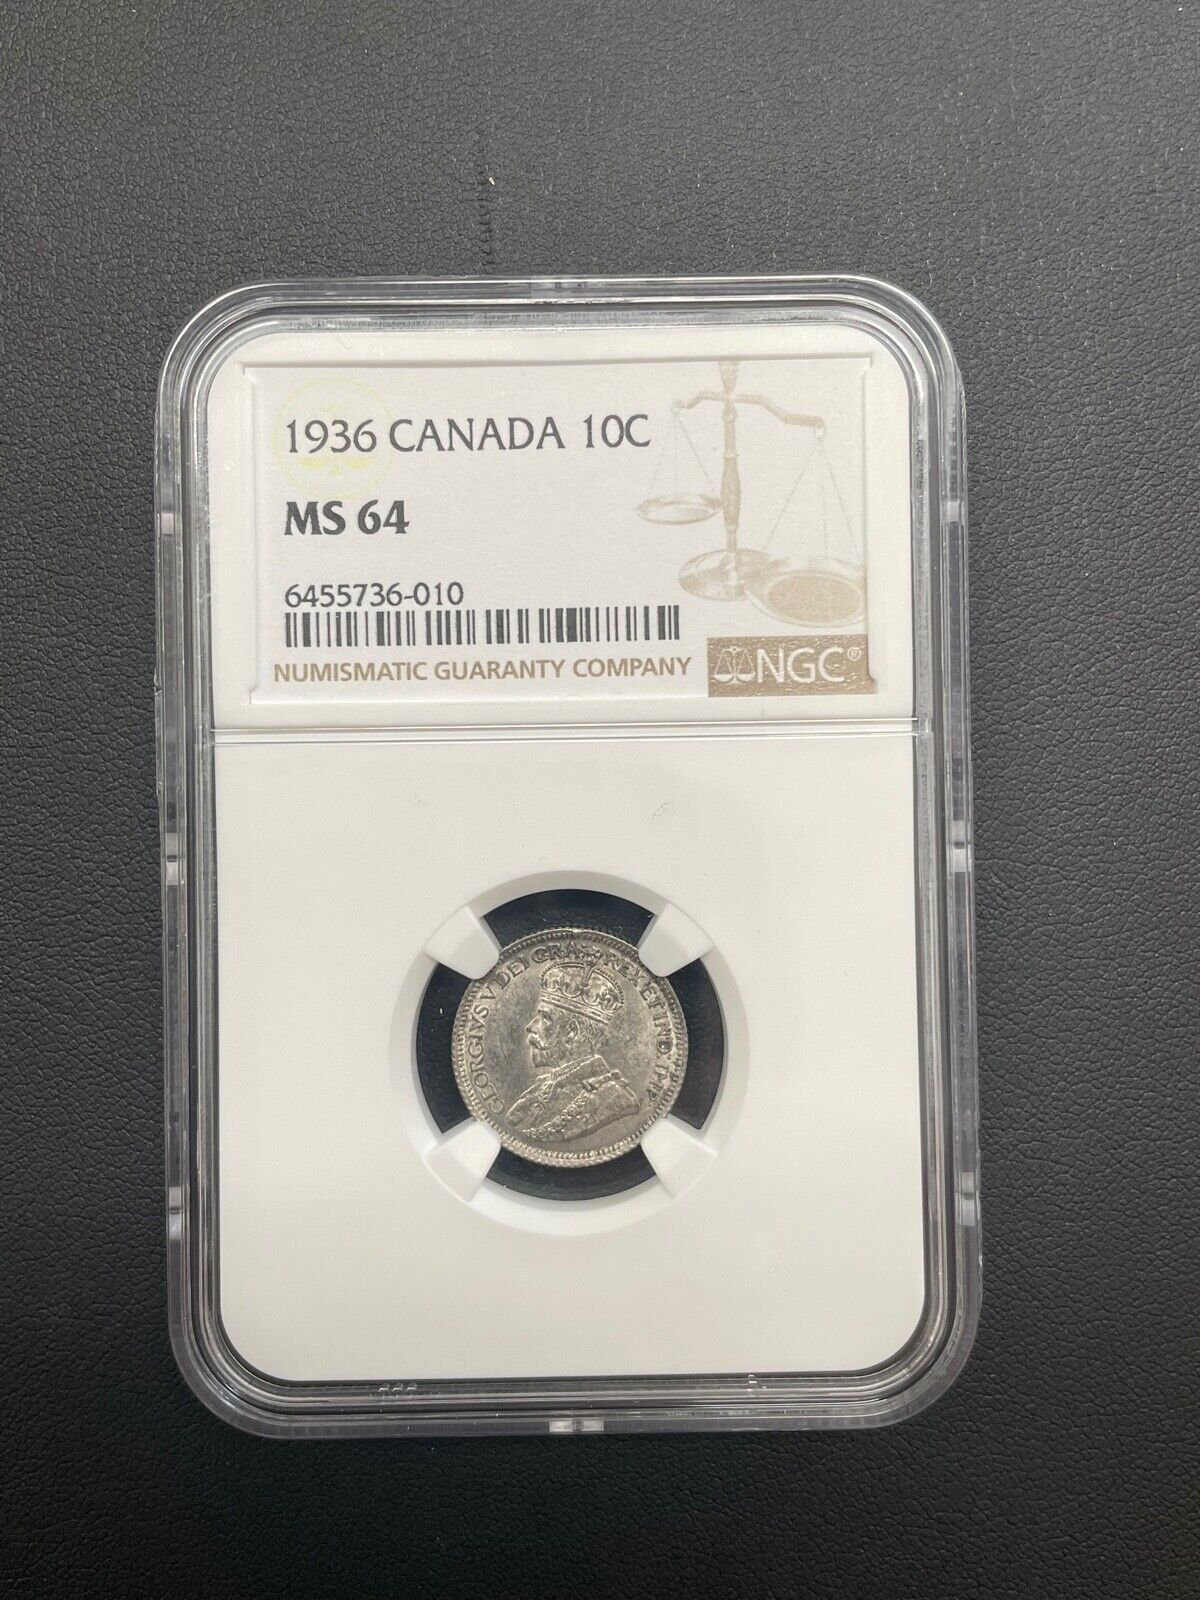 1936 CANADA 10C
MS 64
6455736-010
NUMISMATIC GUARANTY COMPANY
NGC®
GEORGIVS V DEI GRA: REX ET IND: IMP: